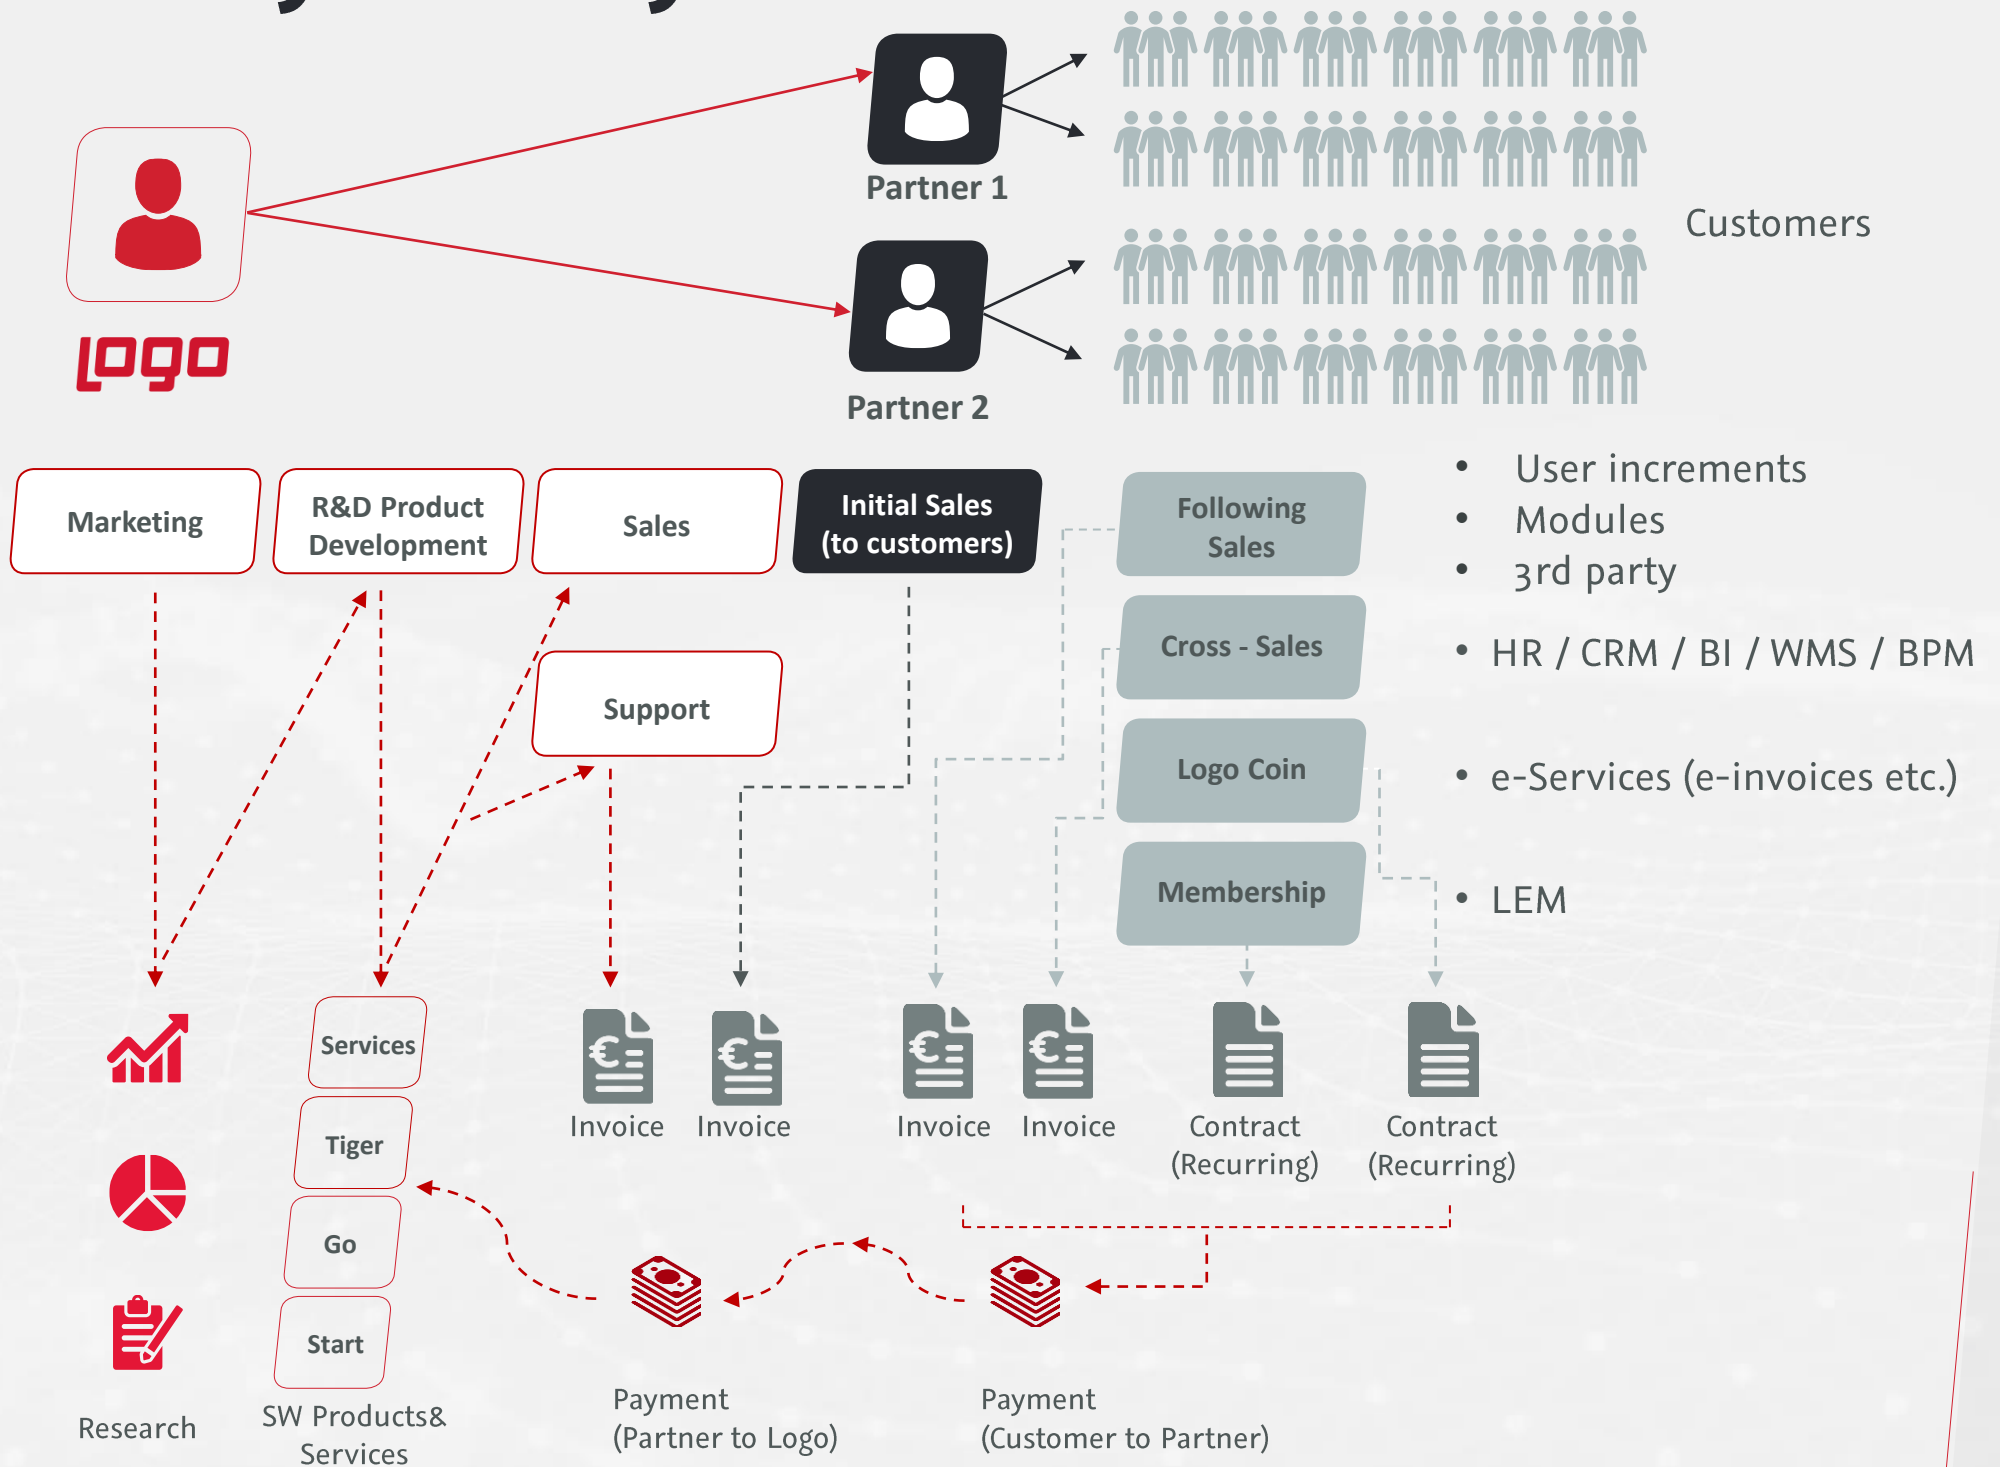 Partner 1
Customers
logo
Partner 2
Marketing
R&D Product
Development
Sales
Initial Sales
(to customers)
Following
Sales
• User increments
• Modules
• 3rd party
Support
Cross - Sales
• HR / CRM / BI / WMS / BPM
Logo Coin
• e-Services (e-invoices etc.)
Membership
• LEM
Services
Tiger
Go
Start
Invoice
Invoice
Invoice
Invoice
Contract
(Recurring)
Contract
(Recurring)
Research
SW Products&
Services
Payment
(Partner to Logo)
Payment
(Customer to Partner)